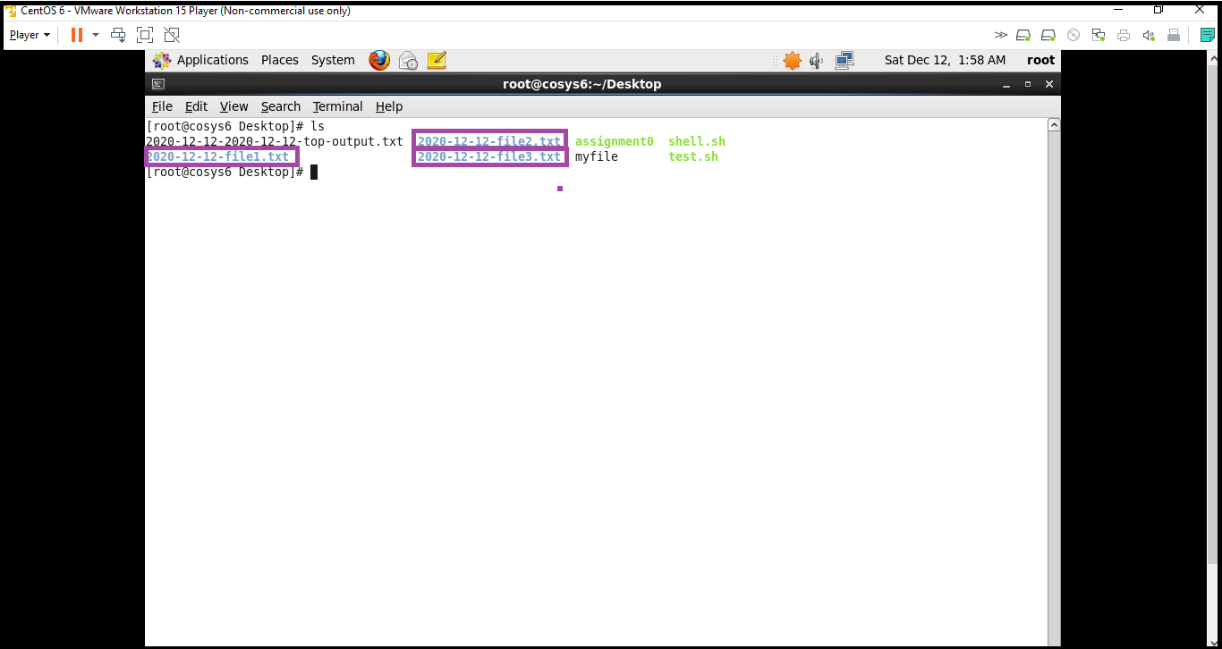 CentOS 6 - VMware Workstation 15 Player (Non-commercial use only)
Player
Applications Places System Sat Dec 12, 1:58 AM root
root@cosys6:~/Desktop
File Edit View Search Terminal Help
[root@cosys6 Desktop]# ls
2020-12-12-2020-12-12-top-output.txt 2020-12-12-file2.txt assignment0 shell.sh
2020-12-12-file1.txt 2020-12-12-file3.txt myfile test.sh
[root@cosys6 Desktop]#